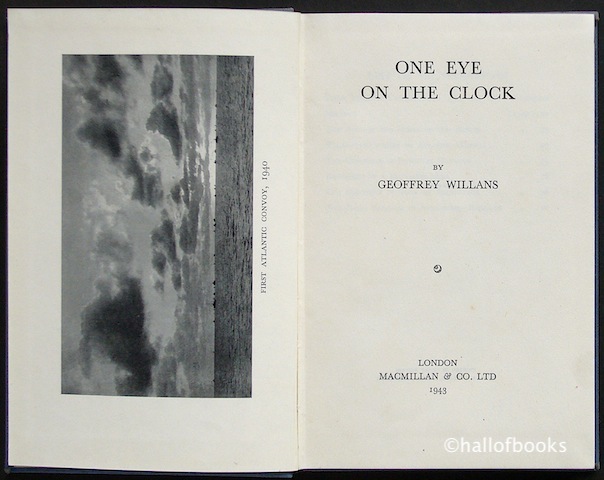 FIRST ATLANTIC CONVOY, 1940
ONE EYE
ON THE CLOCK
BY
GEOFFREY WILLANS
LONDON
MACMILLAN & CO. LTD
1943
©hallofbooks